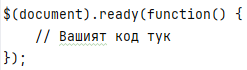 $(document).ready(function() {
    // Вашият код тук
});